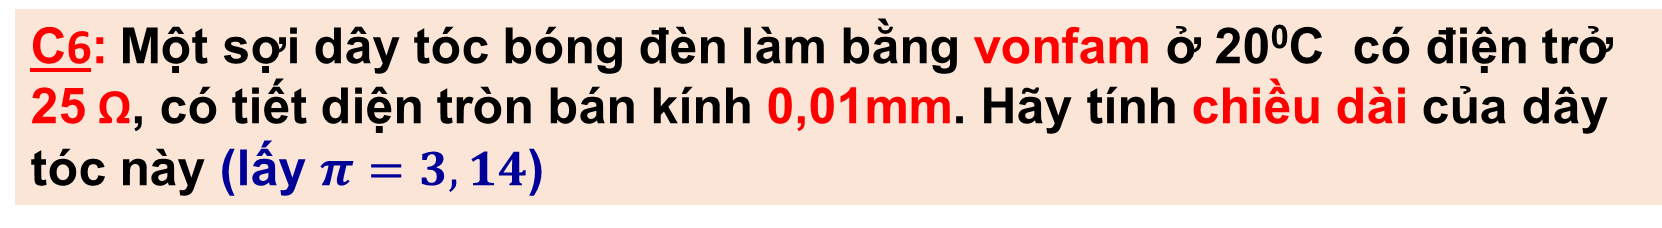 C6: Một sợi dây tóc bóng đèn làm bằng vonfam ở 20⁰C có điện trở
25 Ω, có tiết diện tròn bán kính 0,01mm. Hãy tính chiều dài của dây
tóc này (lấy 𝝅 = 𝟑, 𝟏𝟒)